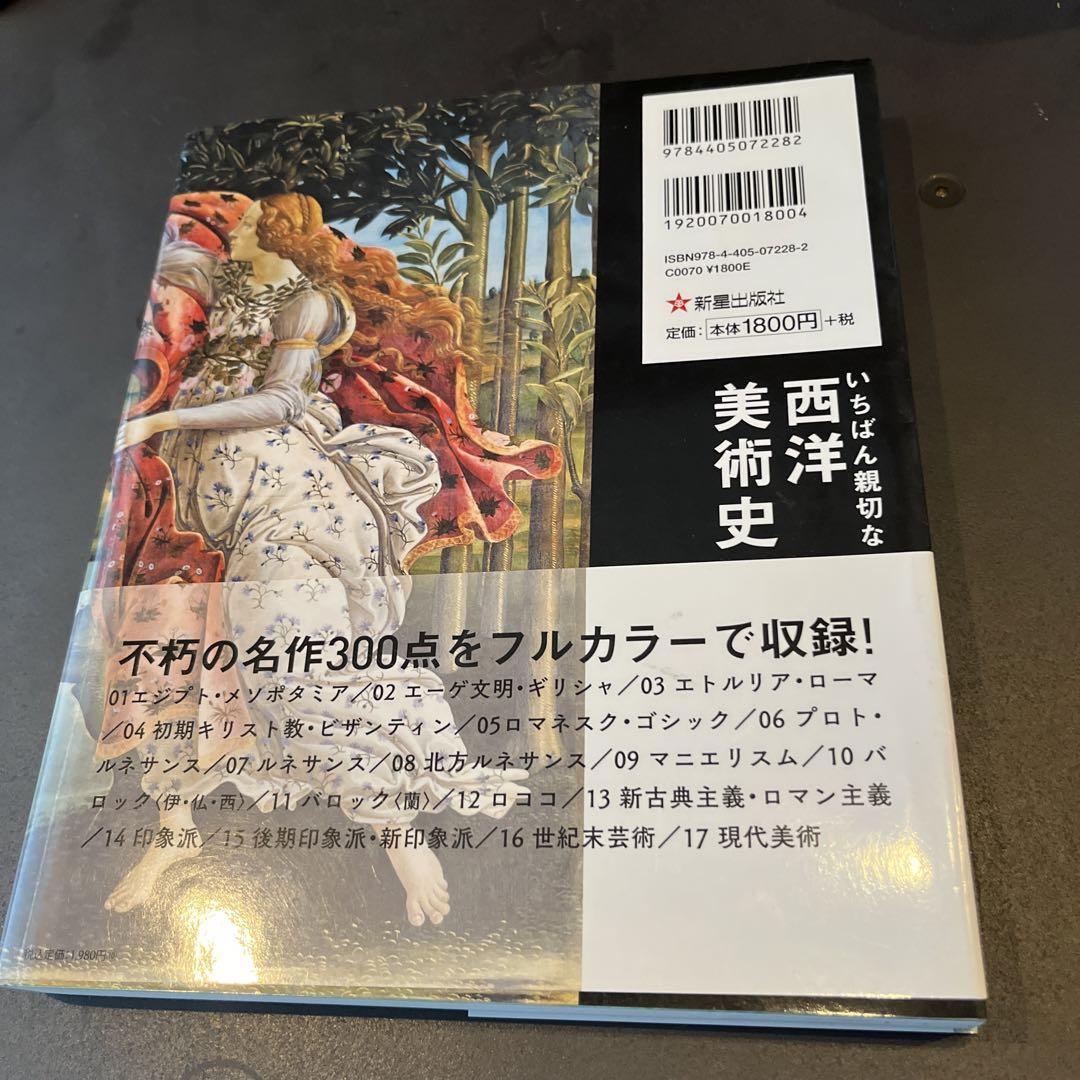 9784405072282
1920070018004
ISBN978-4-405-07228-2
C0070 ¥1800E
新星出版社
定価：本体1800円+税
いちばん親切な
西洋
美術史
不朽の名作300点をフルカラーで収録！
01エジプト・メソポタミア／02 エーゲ文明・ギリシャ／03 エトルリア・ローマ
／04 初期キリスト教・ビザンティン／05ロマネスク・ゴシック／06 プロト・
ルネサンス／07 ルネサンス／08 北方ルネサンス／09 マニエリスム／10 バ
ロック〈伊・仏・西〉／11 バロック〈蘭〉／12 ロココ／13 新古典主義・ロマン主義
／14 印象派／15 後期印象派・新印象派／16 世紀末芸術／17 現代美術
税込定価：1,980円